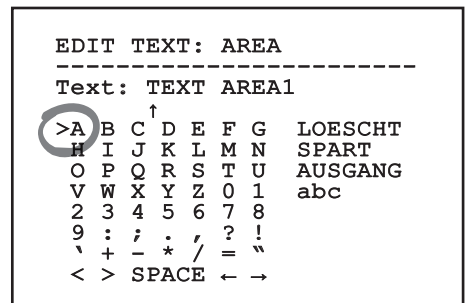 EDIT TEXT: AREA
------------------------
Text: TEXT AREA1
↑
>A B C D E F G LOESCHT
H I J K L M N SPART
O P Q R S T U AUSGANG
V W X Y Z 0 1 abc
2 3 4 5 6 7 8
9 : ; . , ? !
‵ + - * / = ‶
< > SPACE ← →